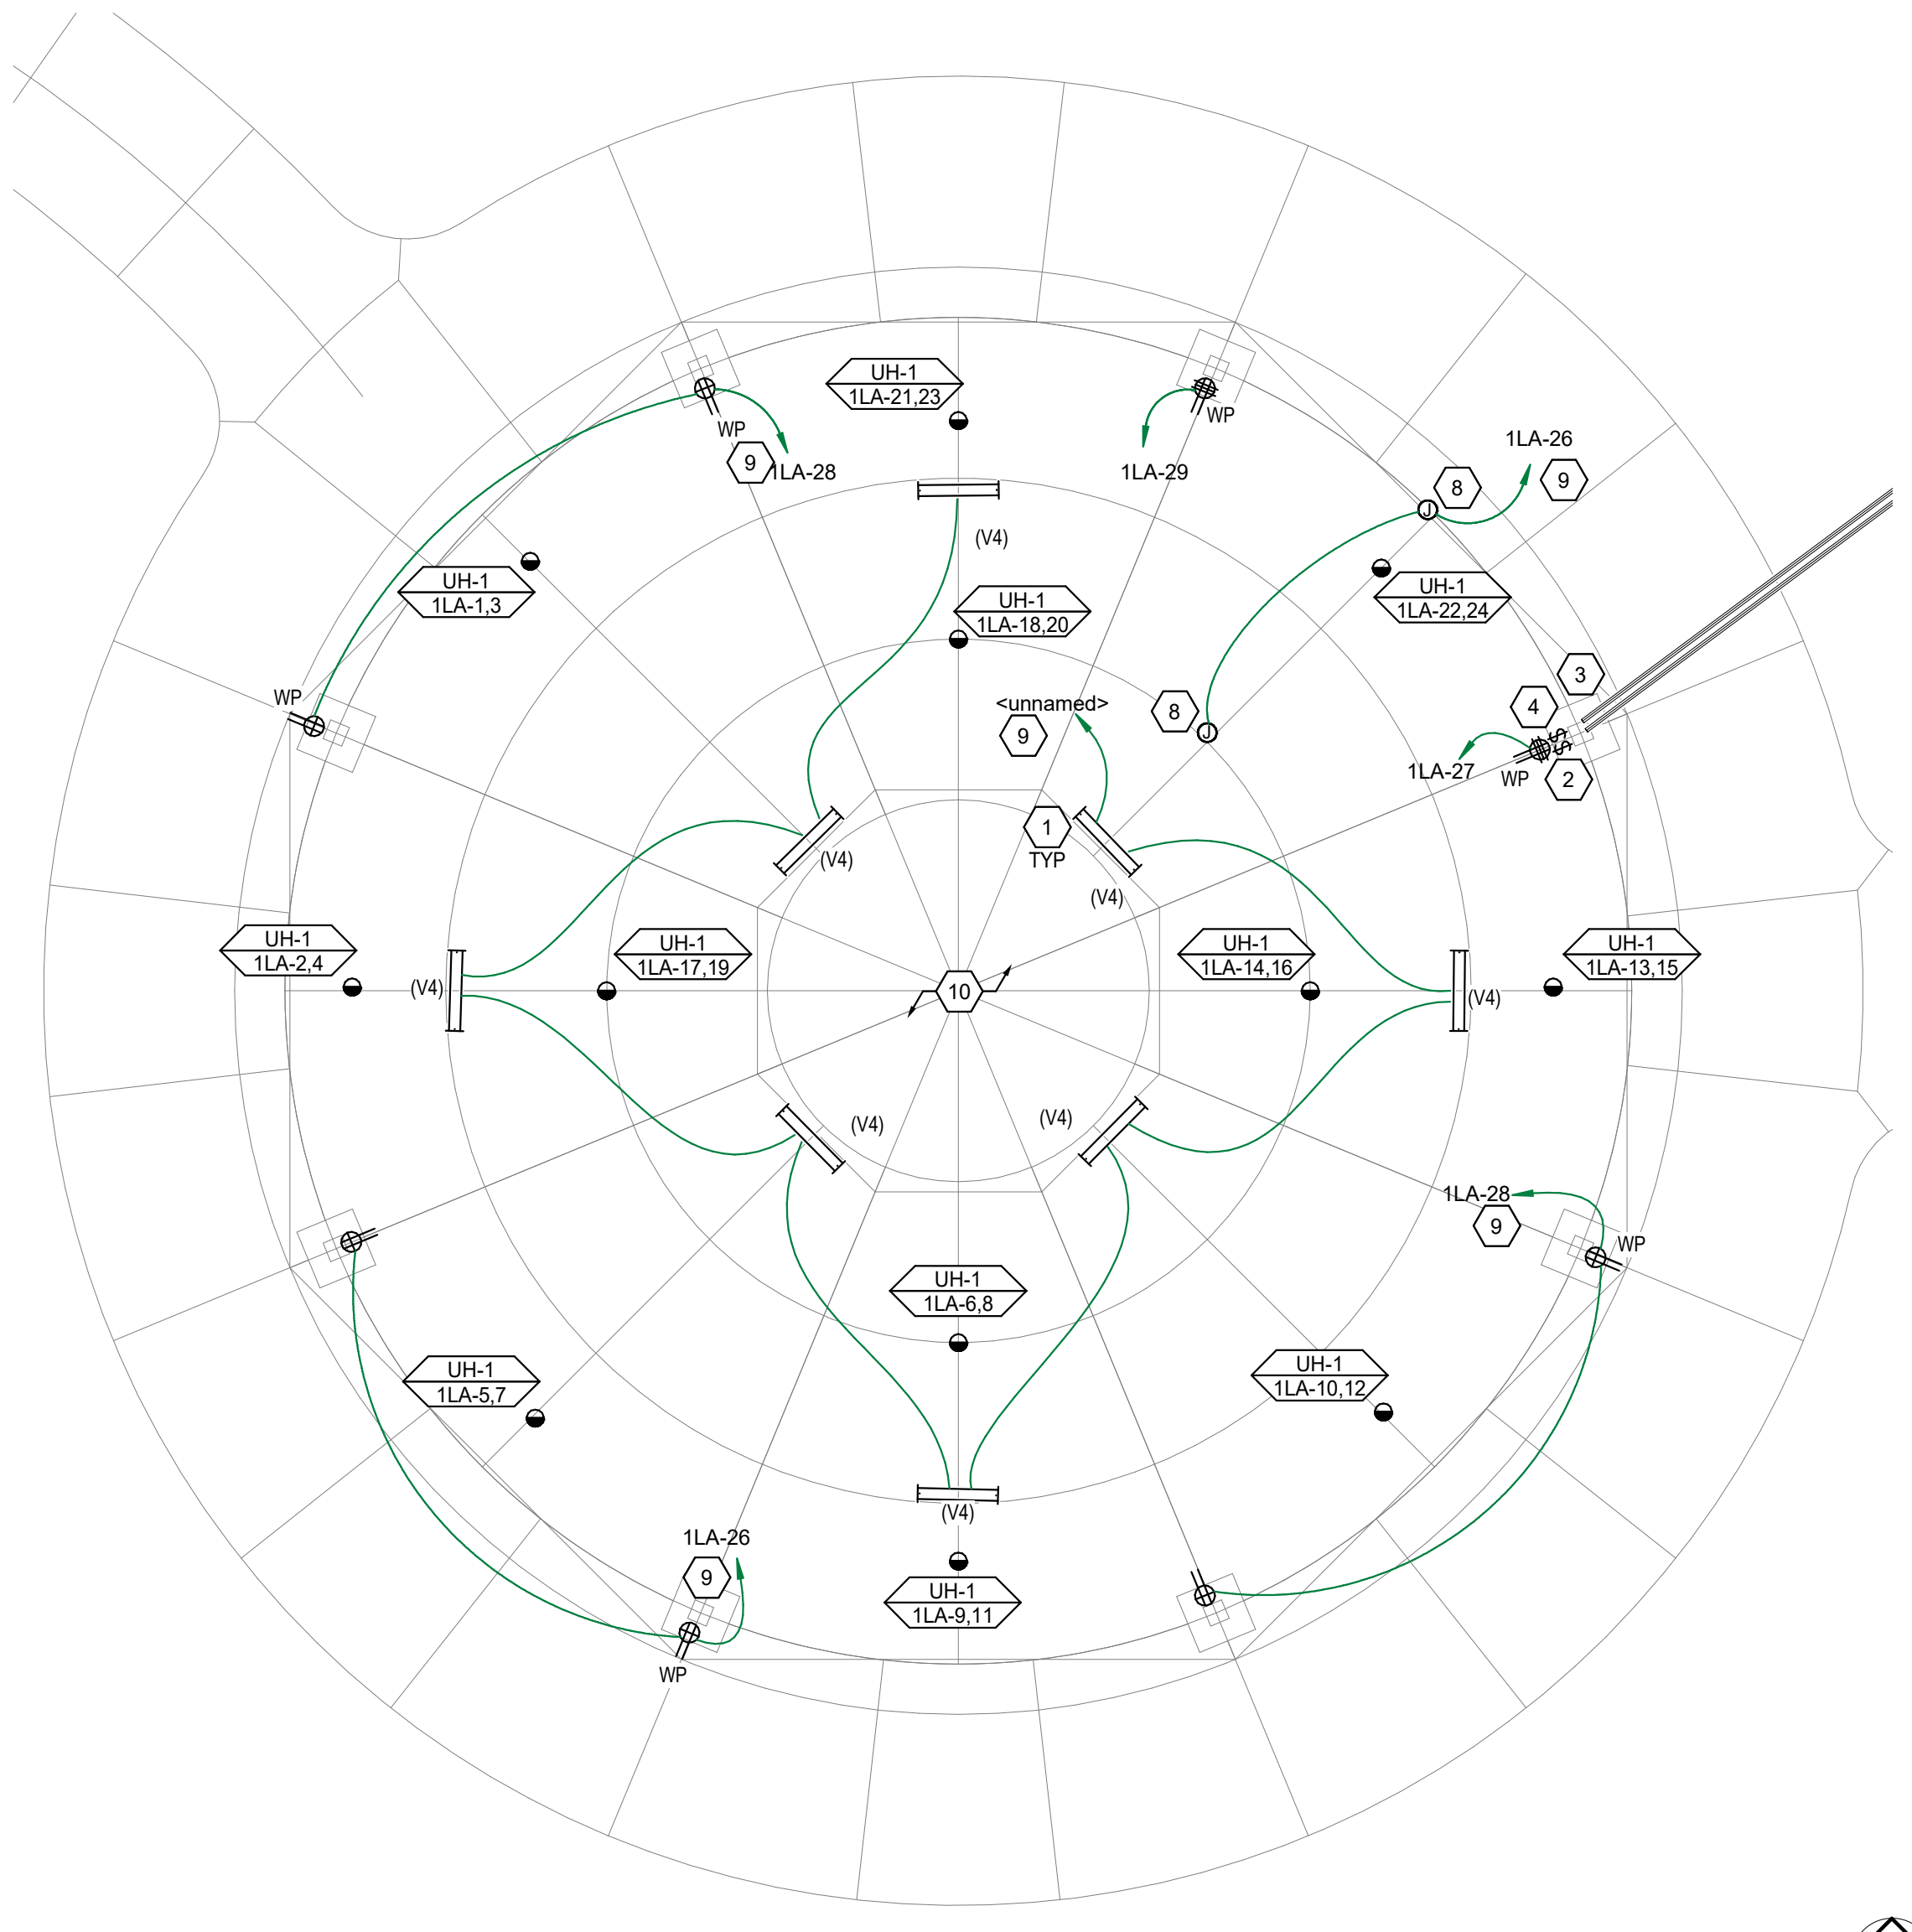 UH-1
1LA-21,23
WP
9
1LA-28
WP
1LA-29
1LA-26
8
9
J
(V4)
UH-1
1LA-1,3
UH-1
1LA-18,20
UH-1
1LA-22,24
WP
<unnamed>
9
8
J
3
4
$
$
1LA-27
WP
2
1
TYP
(V4)
(V4)
UH-1
1LA-2,4
(V4)
UH-1
1LA-17,19
10
UH-1
1LA-14,16
(V4)
UH-1
1LA-13,15
(V4)
(V4)
1LA-28
9
WP
UH-1
1LA-6,8
UH-1
1LA-5,7
UH-1
1LA-10,12
(V4)
1LA-26
9
UH-1
1LA-9,11
WP